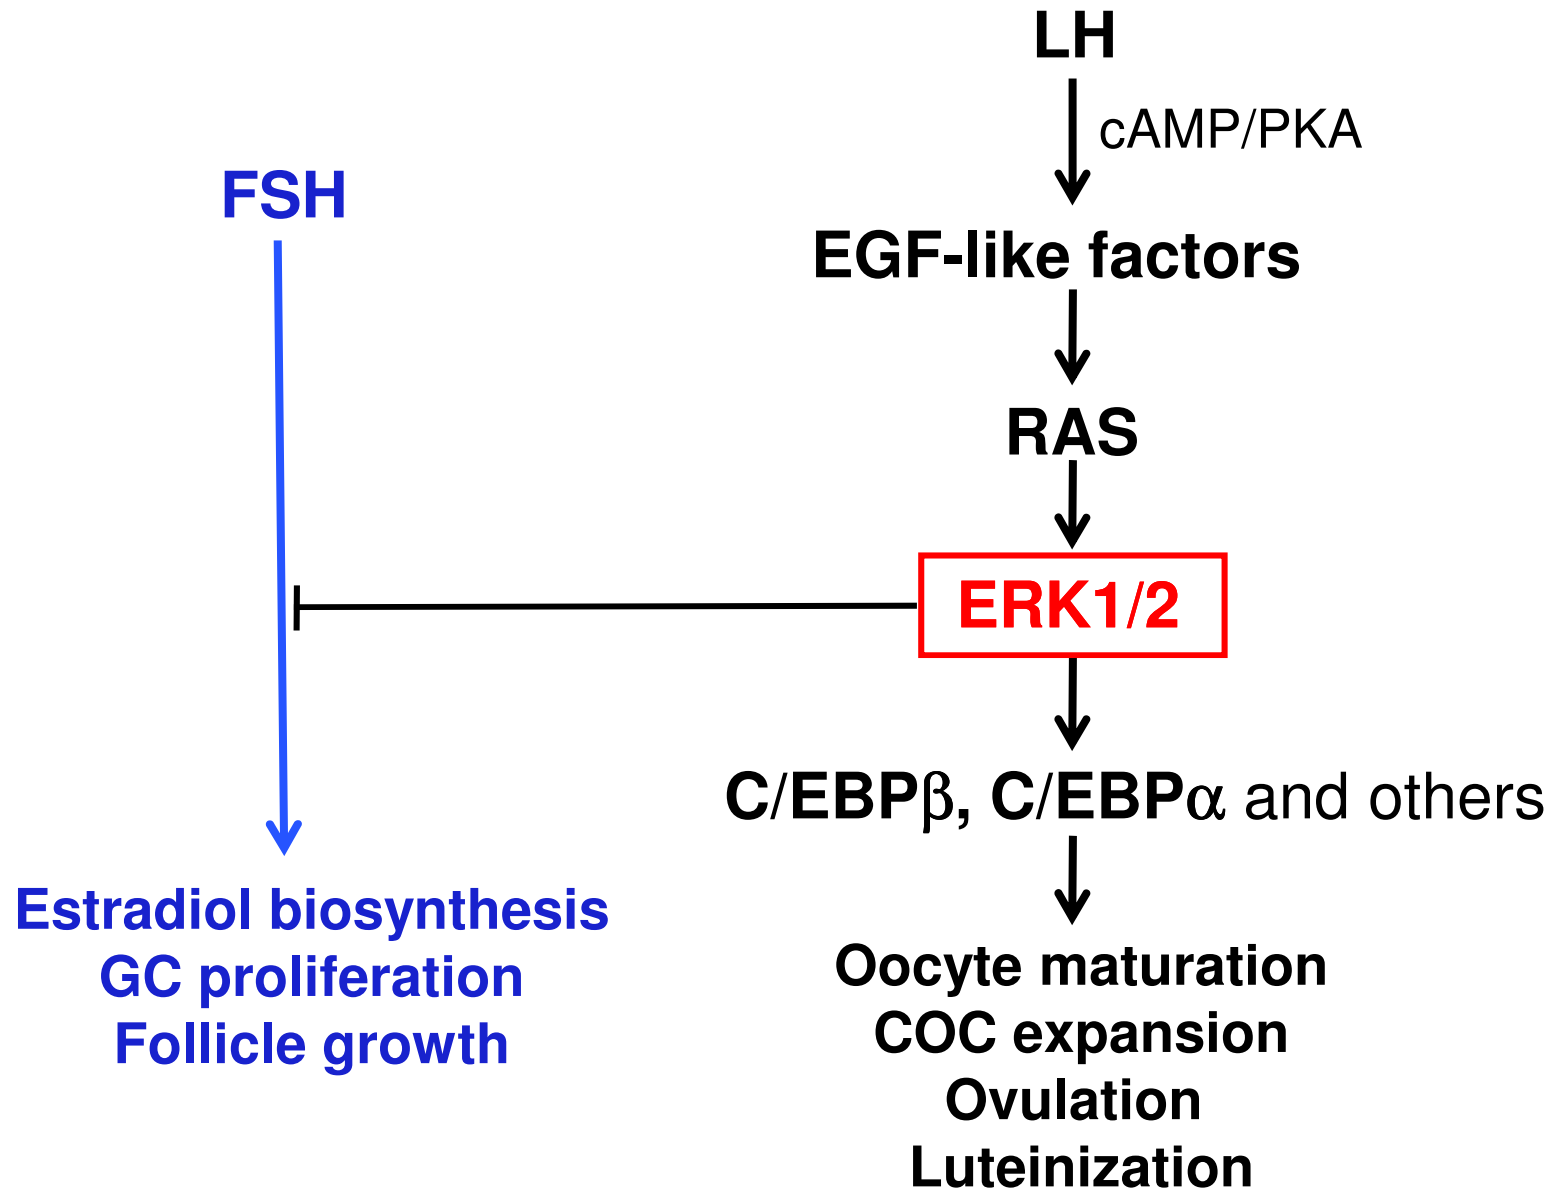 LH
cAMP/PKA
FSH
EGF-like factors
RAS
ERK1/2
C/EBPβ, C/EBPα and others
Estradiol biosynthesis
GC proliferation
Follicle growth
Oocyte maturation
COC expansion
Ovulation
Luteinization